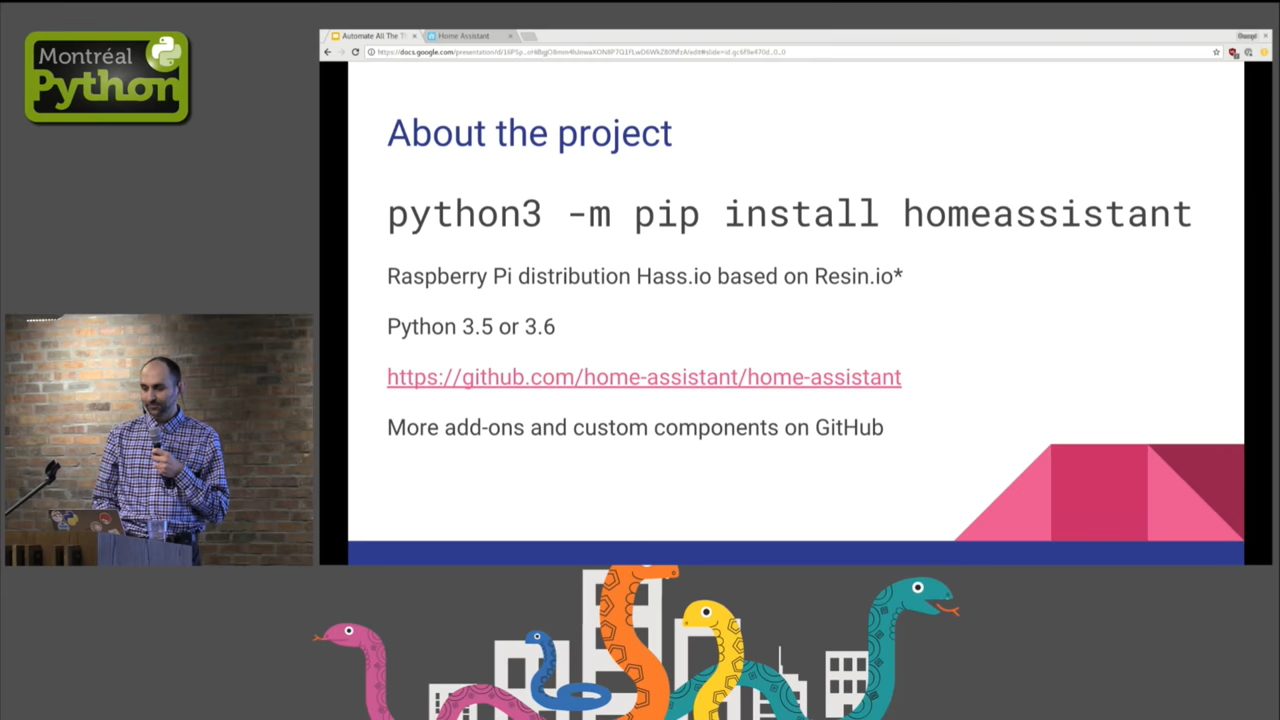 Montréal
Python
Automate All The T
Home Assistant
About the project
python3 -m pip install homeassistant
Raspberry Pi distribution Hass.io based on Resin.io*
Python 3.5 or 3.6
https://github.com/home-assistant/home-assistant
More add-ons and custom components on GitHub